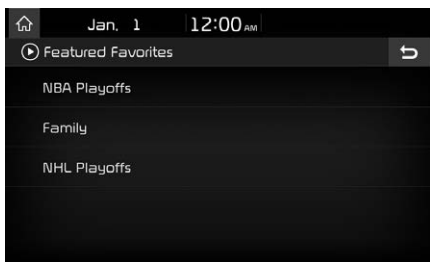 Jan. 1 12:00 AM
Featured Favorites
NBA Playoffs
Family
NHL Playoffs